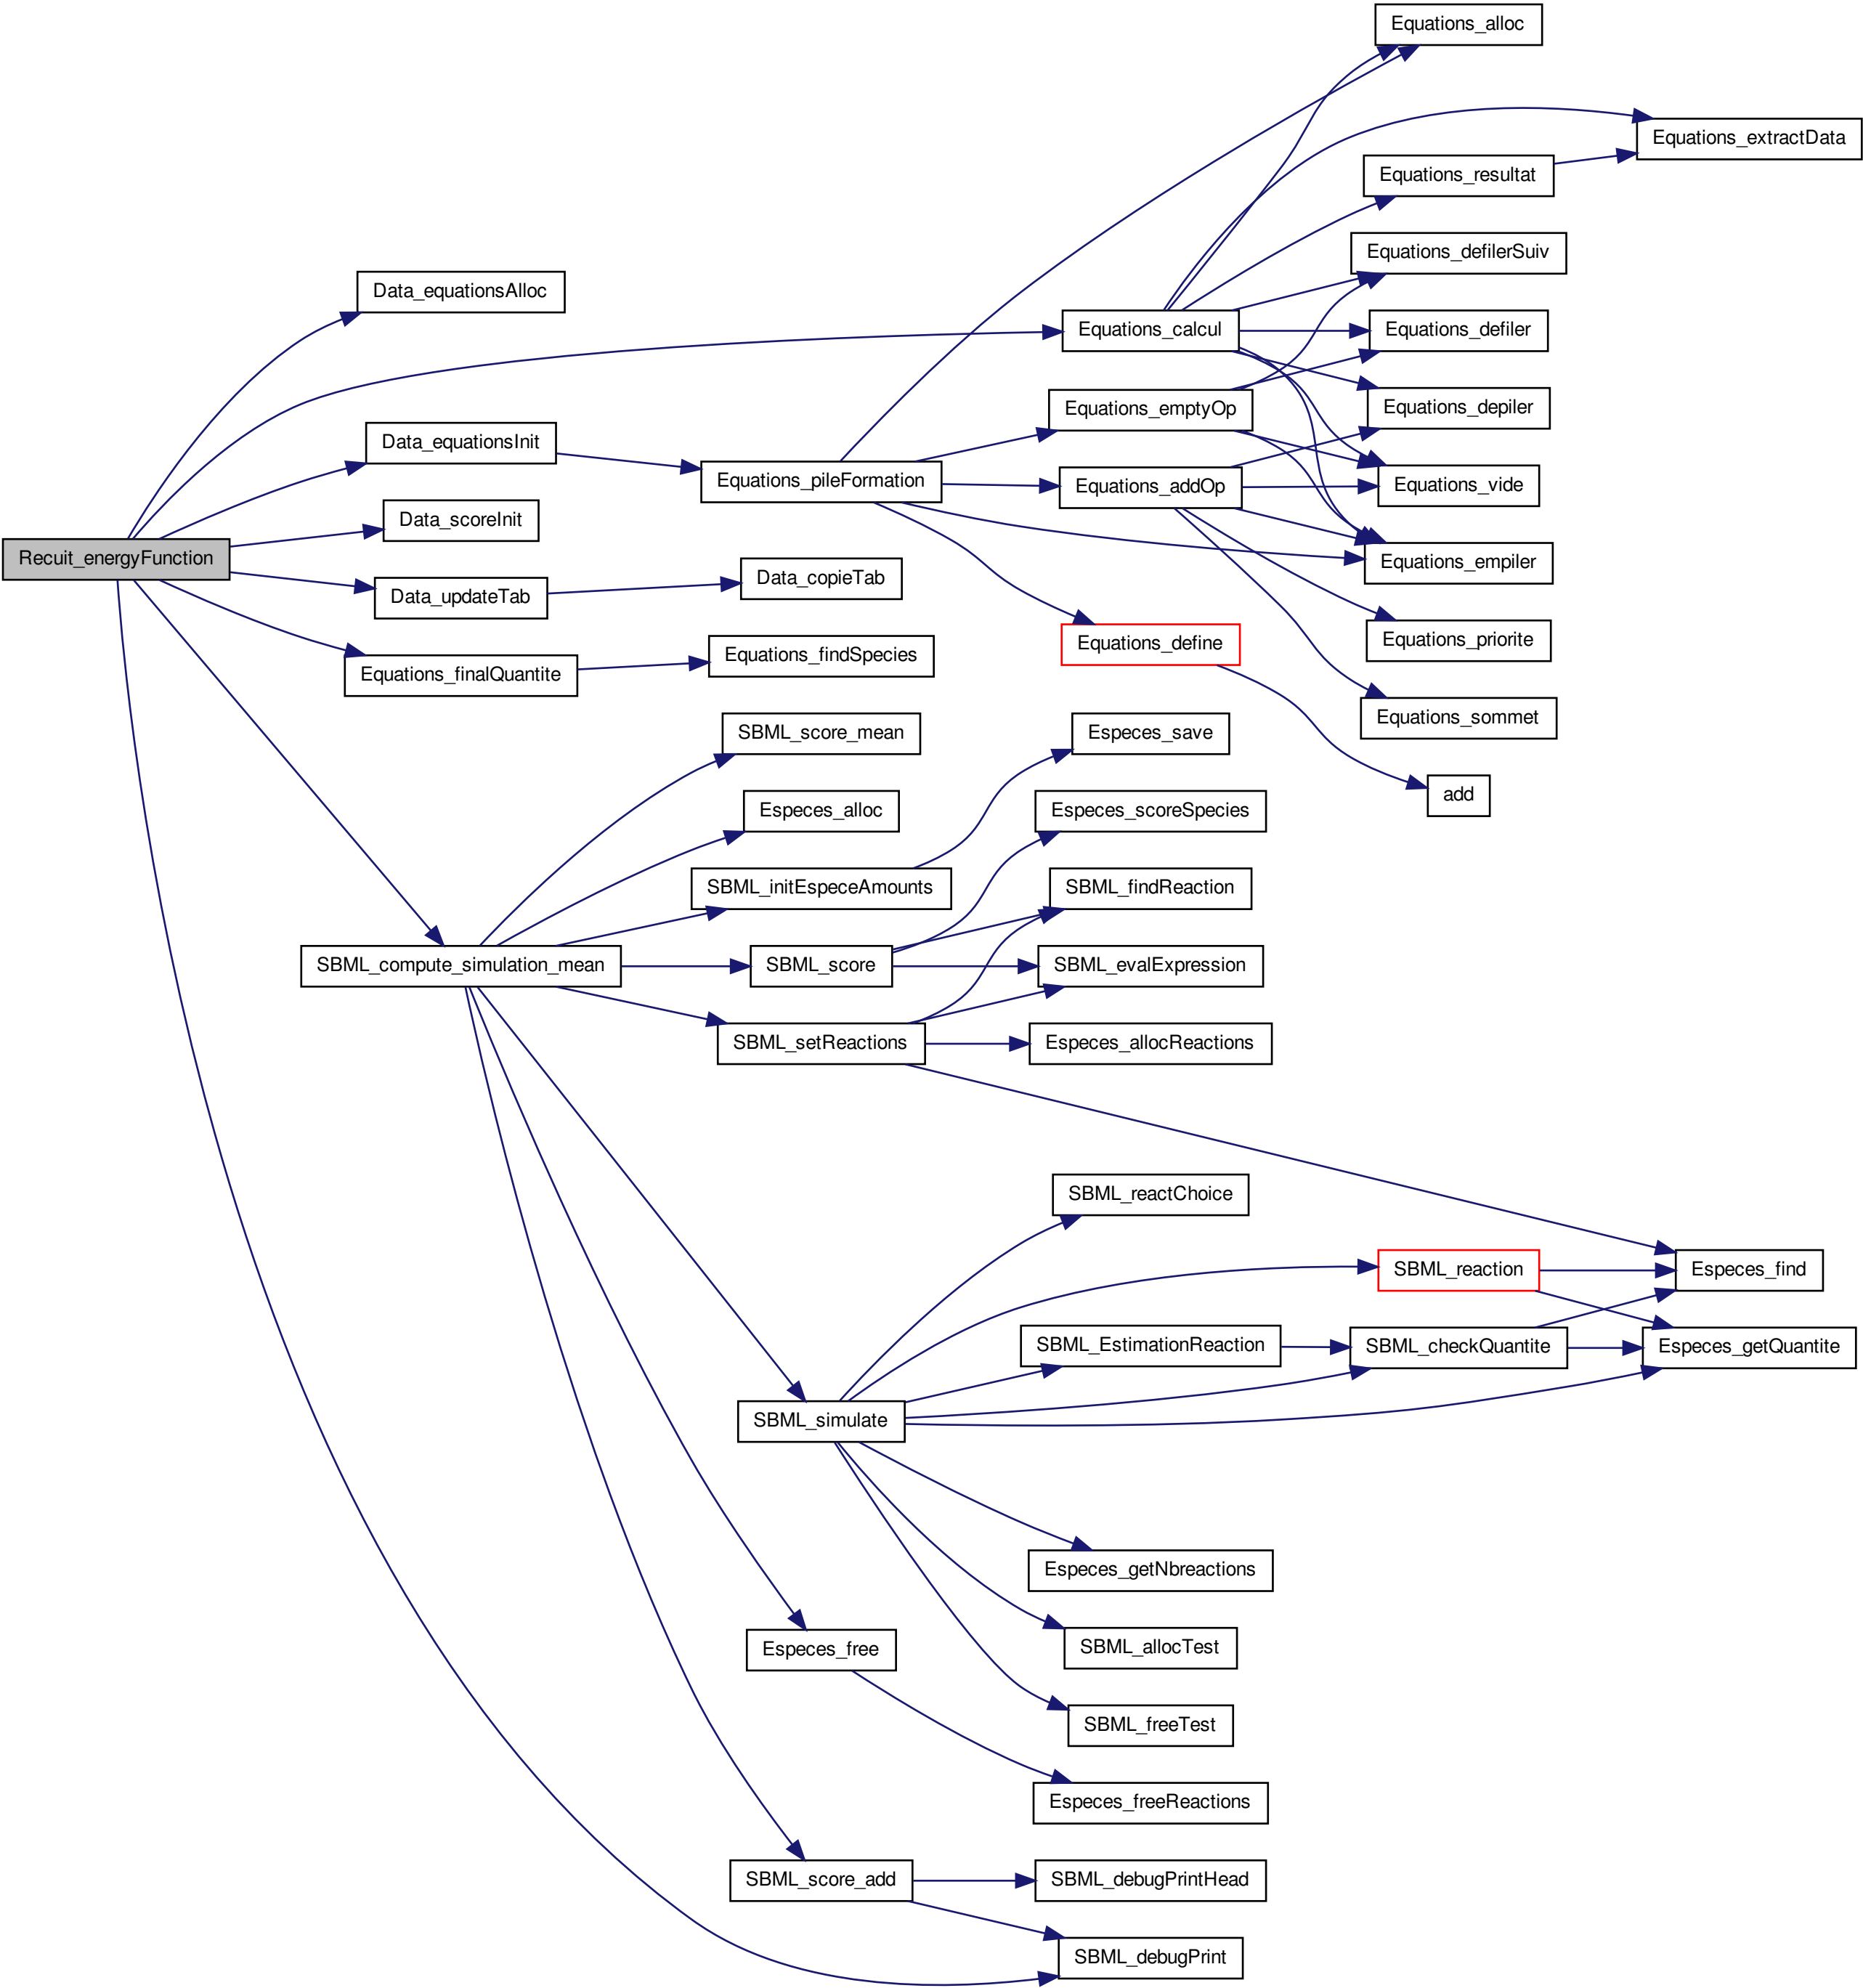 Equations_alloc
Equations_extractData
Equations_resultat
Equations_defilerSuiv
Data_equationsAlloc
Equations_calcul
Equations_defiler
Equations_emptyOp
Equations_depiler
Data_equationsInit
Equations_pileFormation
Equations_addOp
Equations_vide
Data_scoreInit
Recuit_energyFunction
Equations_empiler
Data_copieTab
Data_updateTab
Equations_define
Equations_priorite
Equations_findSpecies
Equations_finalQuantite
Equations_sommet
SBML_score_mean
Especes_save
add
Especes_alloc
Especes_scoreSpecies
SBML_initEspeceAmounts
SBML_findReaction
SBML_compute_simulation_mean
SBML_score
SBML_evalExpression
SBML_setReactions
Especes_allocReactions
SBML_reactChoice
SBML_reaction
Especes_find
SBML_EstimationReaction
SBML_checkQuantite
Especes_getQuantite
SBML_simulate
Especes_getNbreactions
Especes_free
SBML_allocTest
SBML_freeTest
Especes_freeReactions
SBML_score_add
SBML_debugPrintHead
SBML_debugPrint